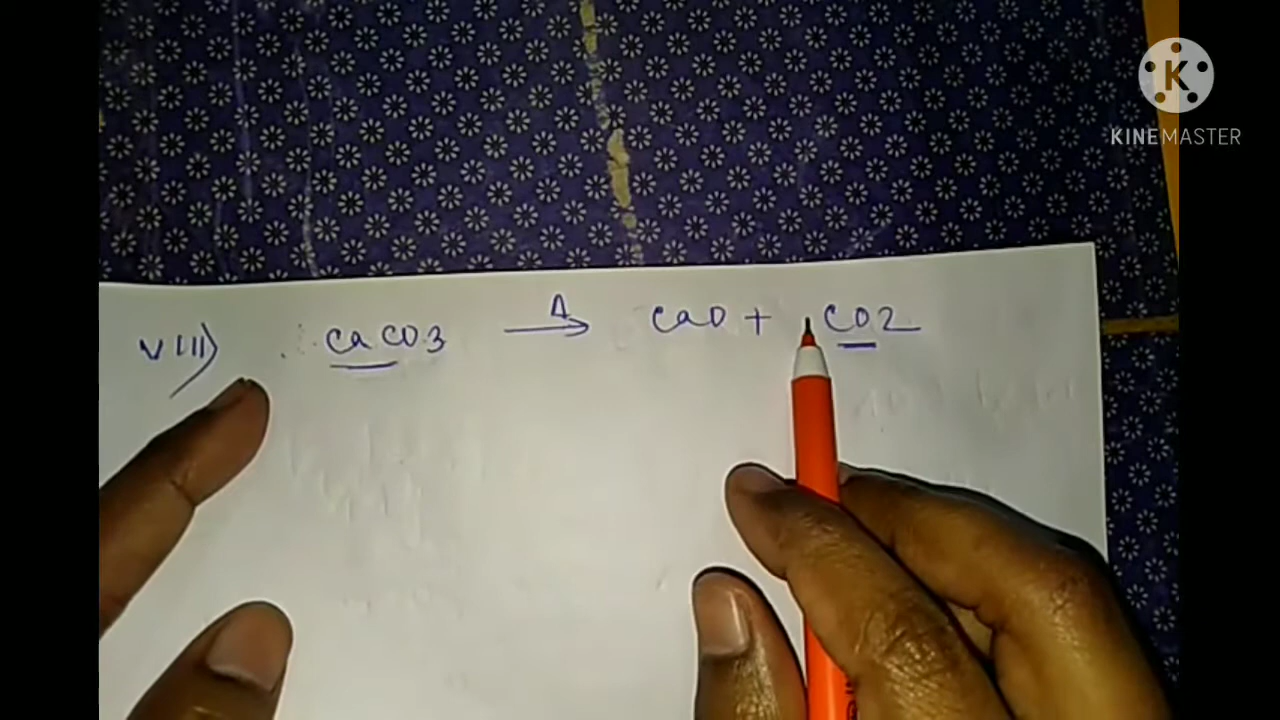 K
KINEMASTER
VIII) CaCO3 Δ→ CaO + CO2